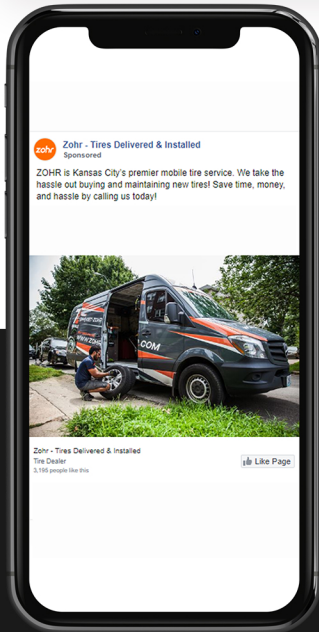 zohr
Zohr - Tires Delivered & Installed
Sponsored
ZOHR is Kansas City's premier mobile tire service. We take the
hassle out buying and maintaining new tires! Save time, money,
and hassle by calling us today!
.COM
Zohr - Tires Delivered & Installed
Tire Dealer
3,195 people like this
Like Page